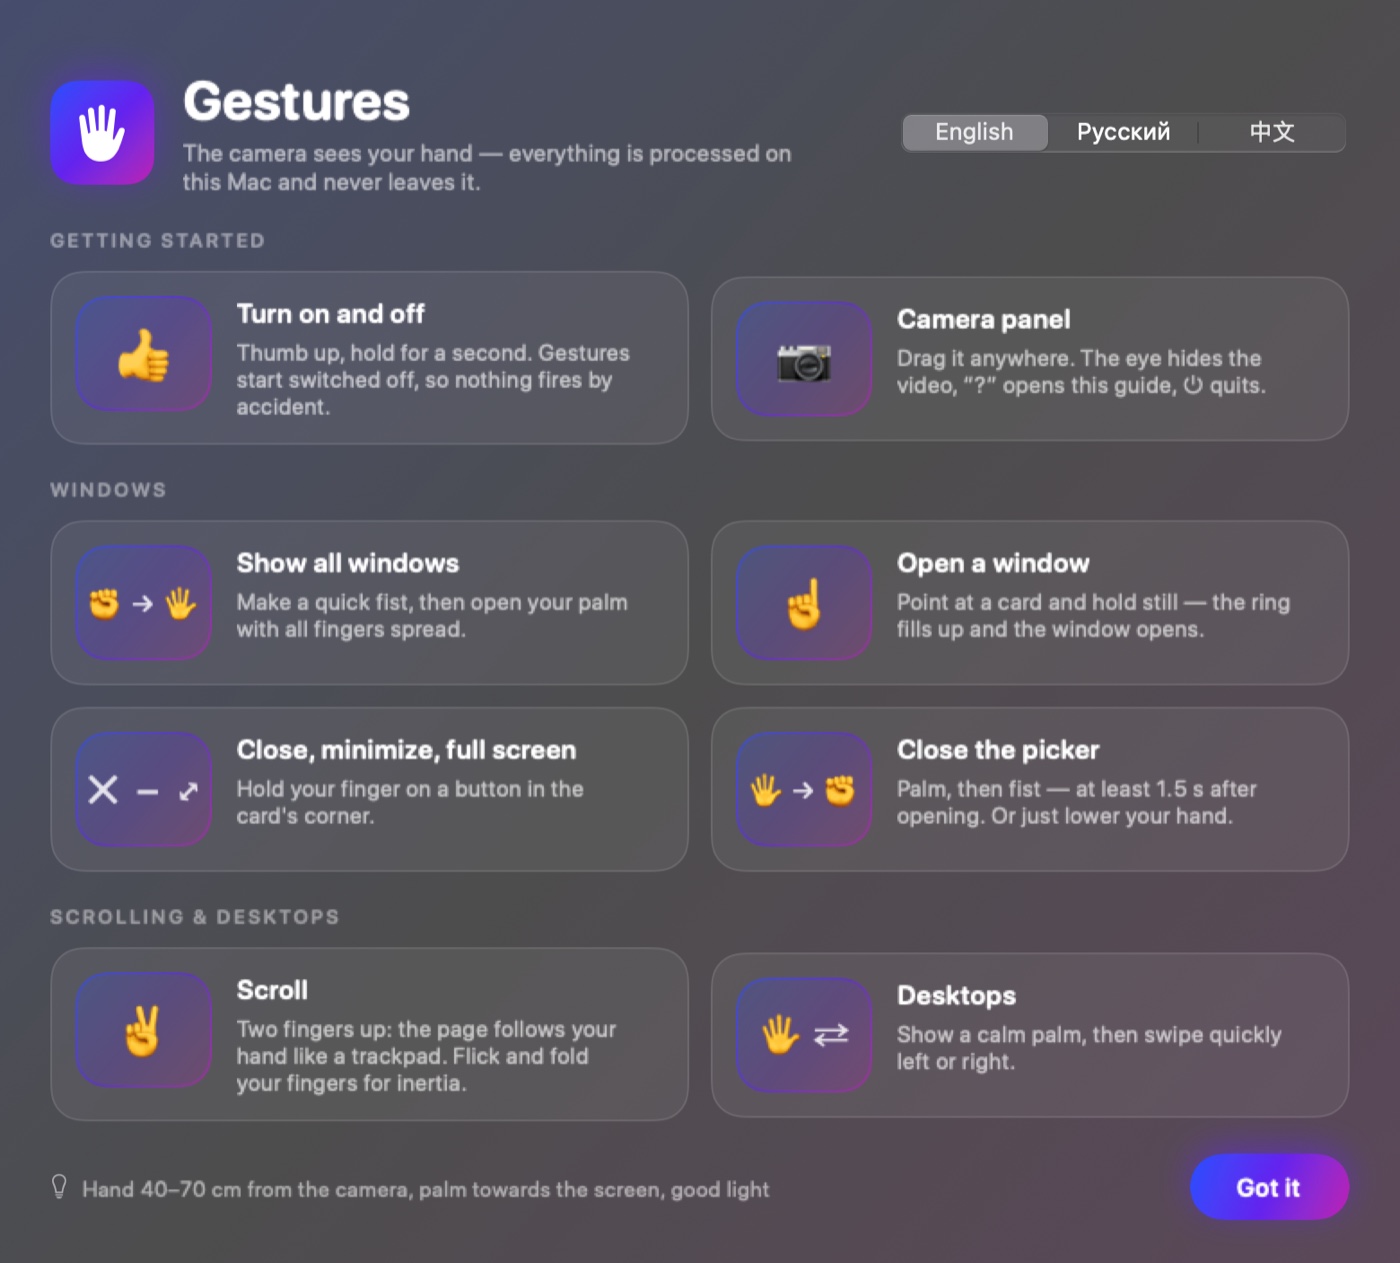 Gestures
The camera sees your hand — everything is processed on
this Mac and never leaves it.
English Русский 中文
GETTING STARTED
Turn on and off
Thumb up, hold for a second. Gestures
start switched off, so nothing fires by
accident.
Camera panel
Drag it anywhere. The eye hides the
video, “?” opens this guide, ⏻ quits.
WINDOWS
Show all windows
Make a quick fist, then open your palm
with all fingers spread.
Open a window
Point at a card and hold still — the ring
fills up and the window opens.
Close, minimize, full screen
Hold your finger on a button in the
card's corner.
Close the picker
Palm, then fist — at least 1.5 s after
opening. Or just lower your hand.
SCROLLING & DESKTOPS
Scroll
Two fingers up: the page follows your
hand like a trackpad. Flick and fold
your fingers for inertia.
Desktops
Show a calm palm, then swipe quickly
left or right.
Hand 40–70 cm from the camera, palm towards the screen, good light
Got it